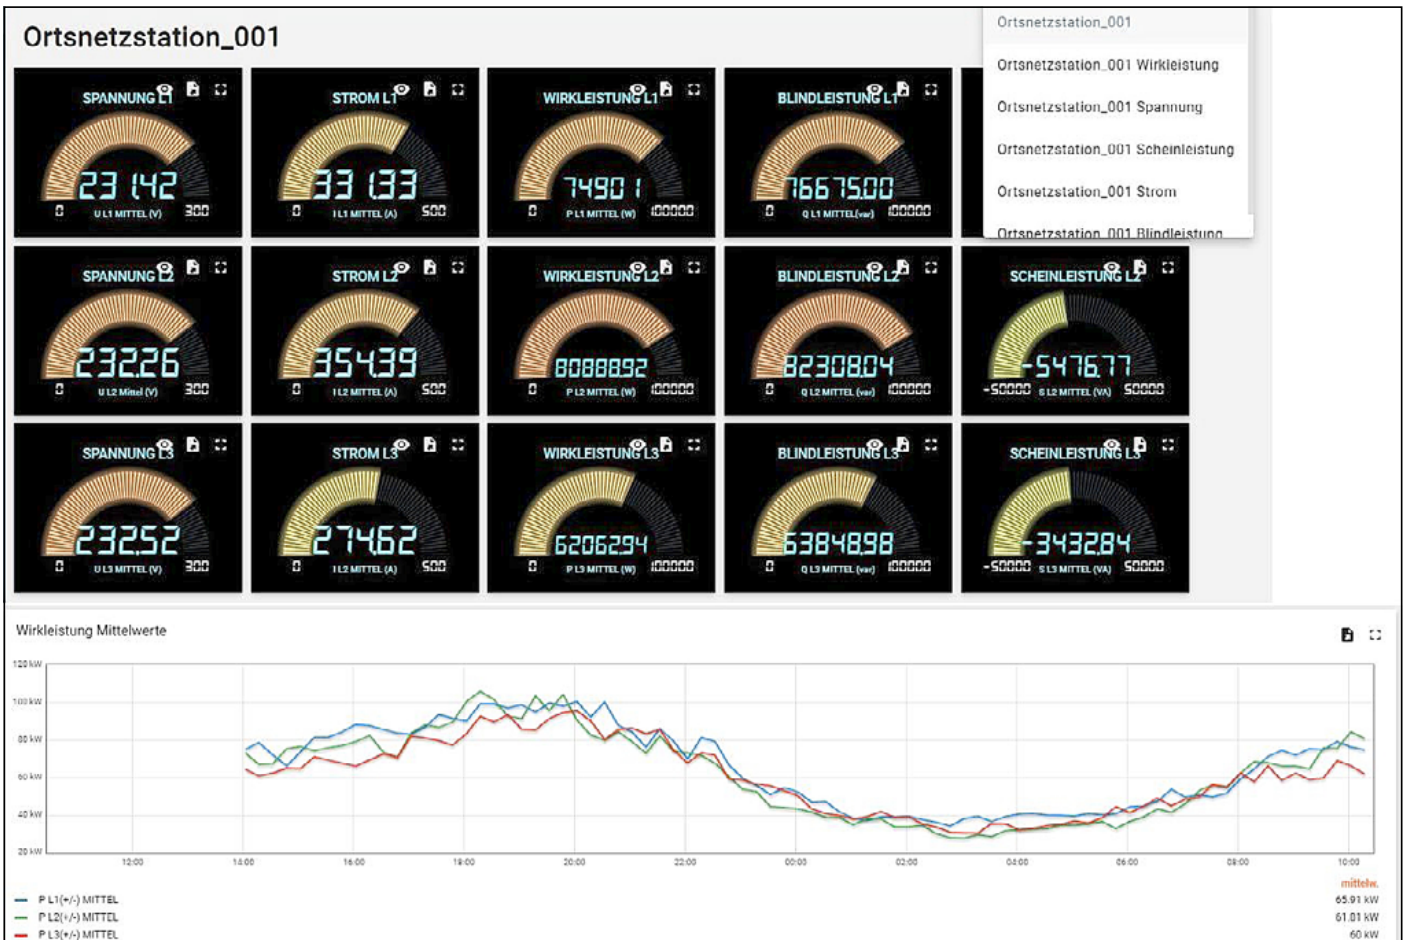 Ortsnetzstation_001
Ortsnetzstation_001
Ortsnetzstation_001 Wirkleistung
Ortsnetzstation_001 Spannung
Ortsnetzstation_001 Scheinleistung
Ortsnetzstation_001 Strom
Ortsnetzstation_001 Blindleistung
SPANNUNG L1
231.42
0 U L1 MITTEL (V) 300
STROM L1
331.33
0 I L1 MITTEL (A) 500
WIRKLEISTUNG L1
74901
0 P L1 MITTEL (W) 100000
BLINDLEISTUNG L1
76675.00
0 Q L1 MITTEL(var) 100000
SPANNUNG L2
232.26
0 U L2 Mittel (V) 300
STROM L2
354.39
0 I L2 MITTEL (A) 500
WIRKLEISTUNG L2
80888.92
0 P L2 MITTEL (W) 100000
BLINDLEISTUNG L2
82308.04
0 Q L2 MITTEL (var) 100000
SCHEINLEISTUNG L2
-5476.77
-50000 S L2 MITTEL (VA) 50000
SPANNUNG L3
232.52
0 U L3 MITTEL (V) 300
STROM L3
274.62
0 I L2 MITTEL (A) 500
WIRKLEISTUNG L3
62062.94
0 P L3 MITTEL (W) 100000
BLINDLEISTUNG L3
63848.98
0 Q L3 MITTEL (var) 100000
SCHEINLEISTUNG L3
-3432.84
-50000 S L3 MITTEL (VA) 50000
Wirkleistung Mittelwerte
120 kW
100 kW
80 kW
60 kW
40 kW
20 kW
12:00 14:00 16:00 18:00 20:00 22:00 00:00 02:00 04:00 06:00 08:00 10:00
mittelw.
P L1(+/-) MITTEL 65.91 kW
P L2(+/-) MITTEL 61.01 kW
P L3(+/-) MITTEL 60 kW